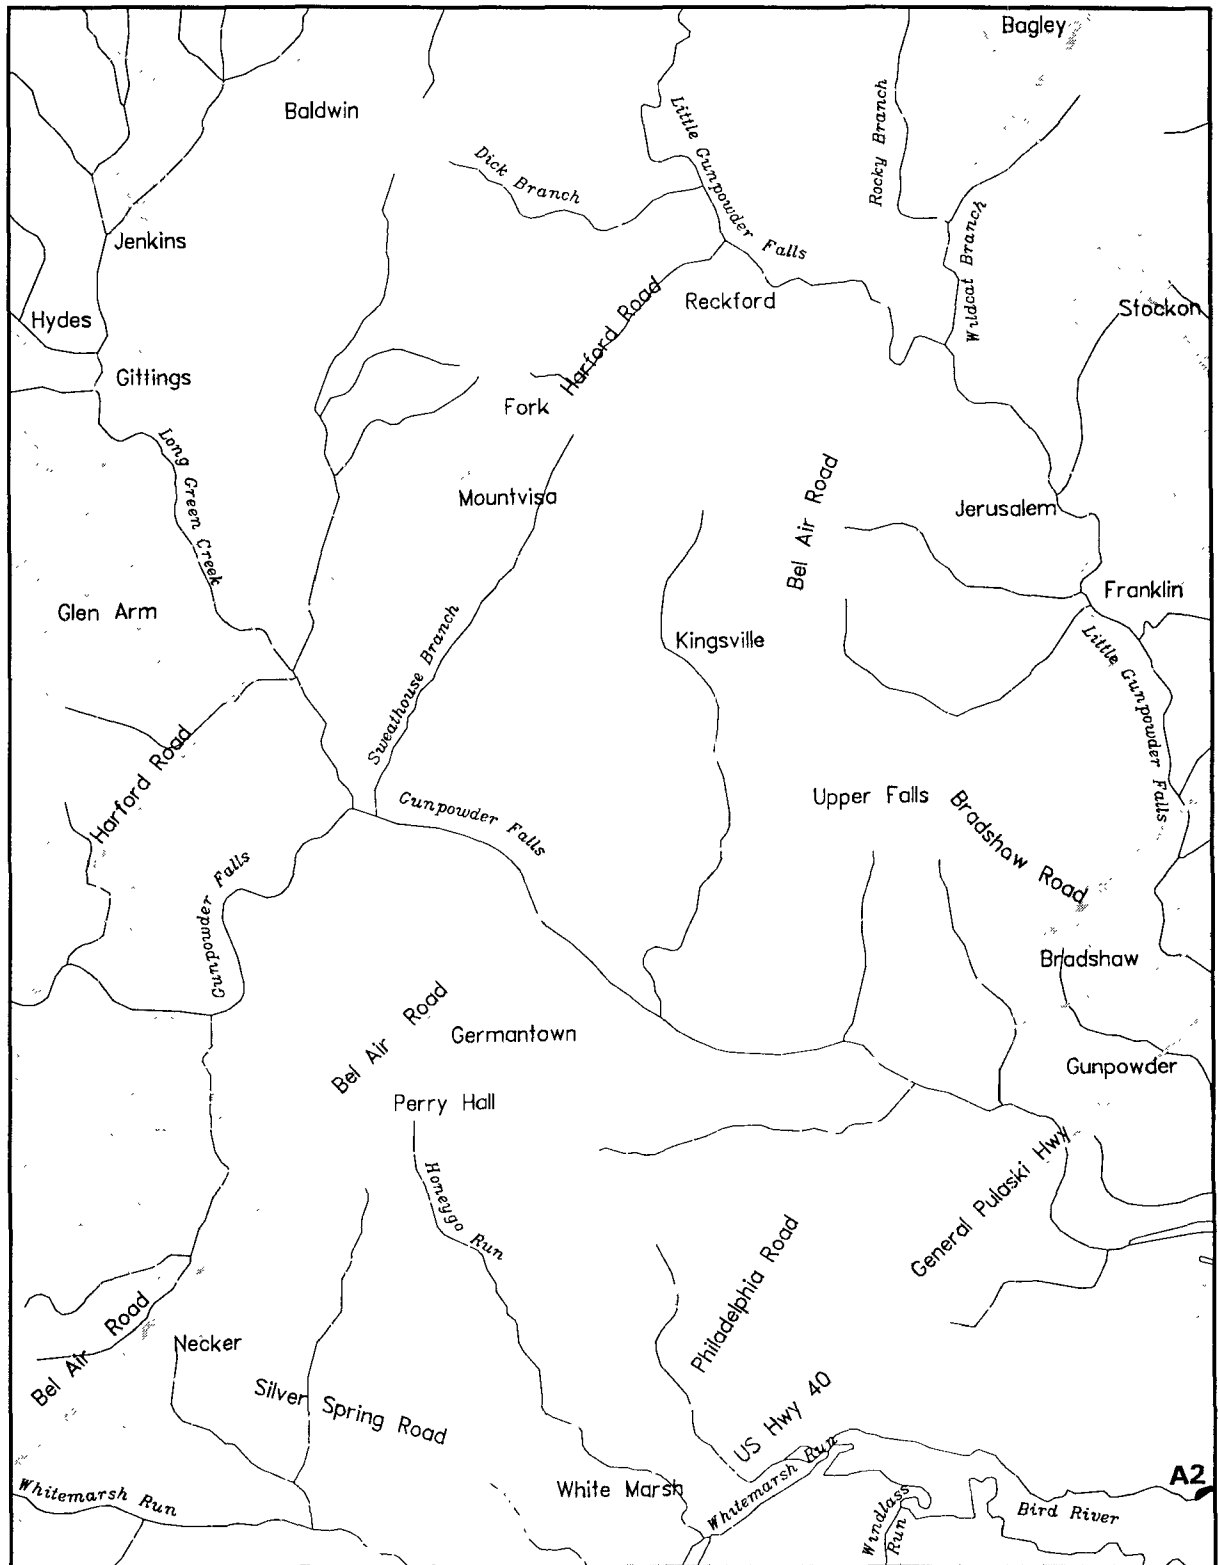 Bagley
Baldwin
Little Gunpowder Falls
Rocky Branch
Dick Branch
Wildcat Branch
Jenkins
Reckford
Stockon
Hydes
Harford Road
Gittings
Fork
Long Green Creek
Mountvisa
Bel Air Road
Jerusalem
Franklin
Glen Arm
Sweathouse Branch
Kingsville
Little Gunpowder Falls
Harford Road
Gunpowder Falls
Upper Falls
Bradshaw Road
Gunpowder Falls
Bradshaw
Bel Air Road
Germantown
Gunpowder
Perry Hall
Honeygo Run
General Pulaski Hwy
Philadelphia Road
Bel Air Road
Necker
Silver Spring Road
US Hwy 40
White Marsh
Whitemarsh Run
Whitemarsh Run
Windlass Run
Bird River
A2